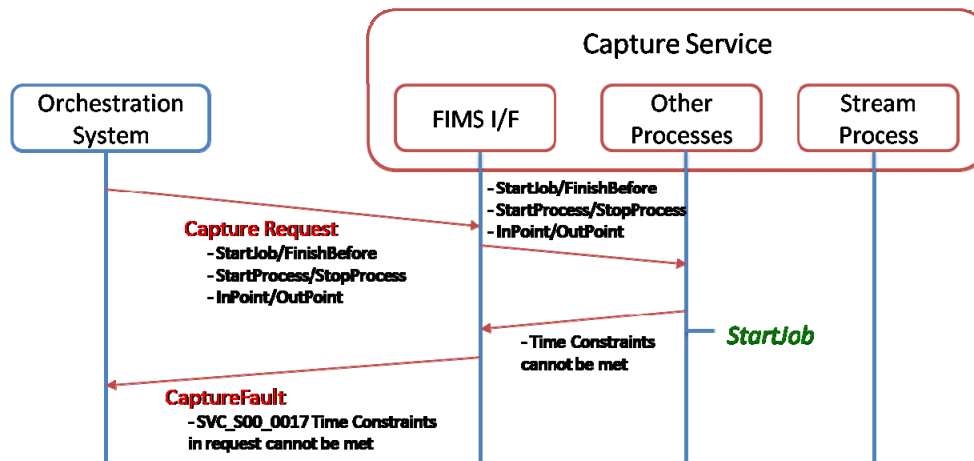 Capture Service
Orchestration
System
FIMS I/F
Other
Processes
Stream
Process
- StartJob/FinishBefore
- StartProcess/StopProcess
- InPoint/OutPoint
Capture Request
- StartJob/FinishBefore
- StartProcess/StopProcess
- InPoint/OutPoint
StartJob
- Time Constraints
cannot be met
CaptureFault
- SVC_S00_0017 Time Constraints
in request cannot be met